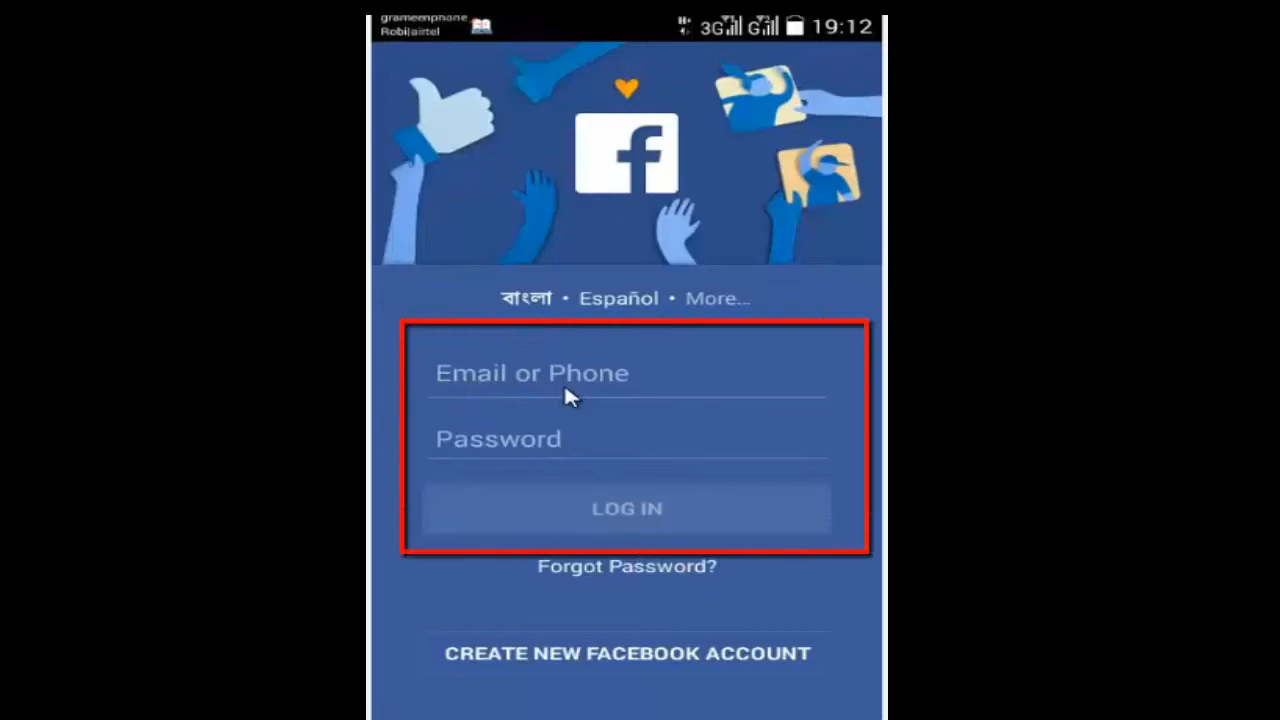 grameenphone
Robi|airtel
3G G 19:12
f
বাংলা • Español • More...
Email or Phone
Password
LOG IN
Forgot Password?
CREATE NEW FACEBOOK ACCOUNT